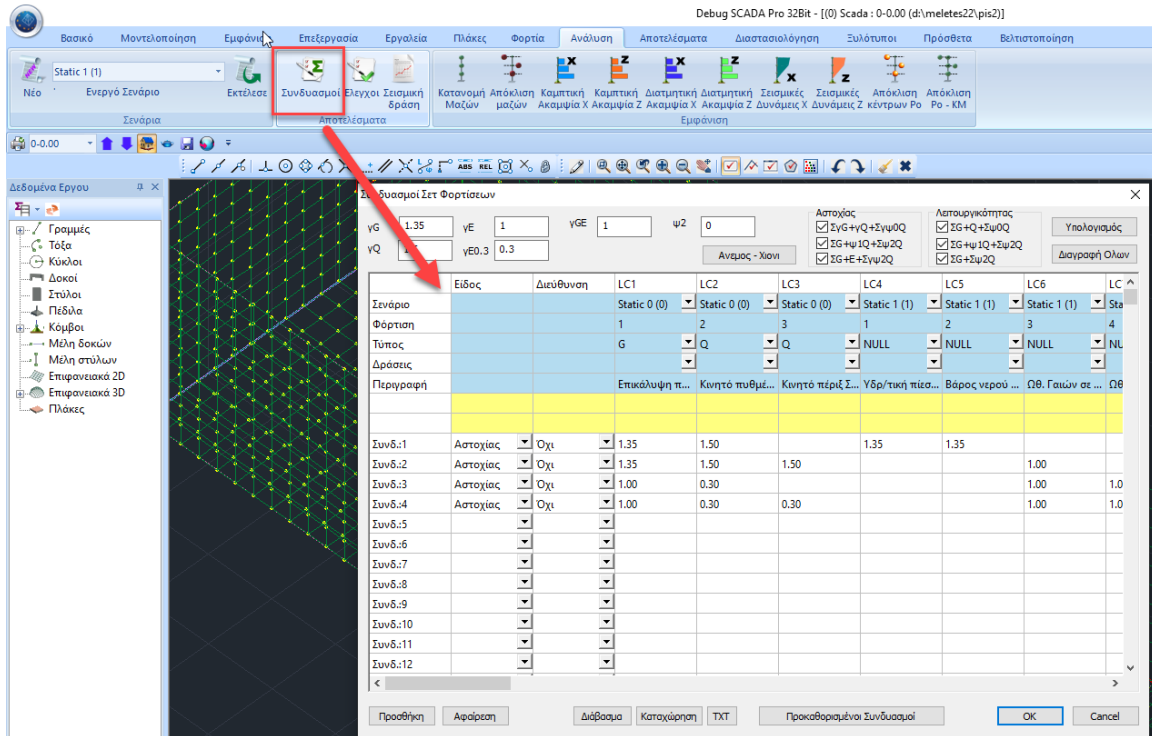 Debug SCADA Pro 32Bit - [(0) Scada : 0-0.00 (d:\meletes22\pis2)]
Βασικό Μοντελοποίηση Εμφάνιση Επεξεργασία Εργαλεία Πλάκες Φορτία Ανάλυση Αποτελέσματα Διαστασιολόγηση Ξυλότυποι Πρόσθετα Βελτιστοποίηση
Static 1 (1)
Νέο Ενεργό Σενάριο Εκτέλεσε Συνδυασμοί Έλεγχοι Σεισμική δράση
Κατανομή Μαζών Απόκλιση μαζών Καμπτική Ακαμψία X Καμπτική Ακαμψία Z Διατμητική Ακαμψία X Διατμητική Ακαμψία Z Σεισμικές Δυνάμεις X Σεισμικές Δυνάμεις Z Απόκλιση κέντρων Ρο Απόκλιση Ρο - ΚΜ
Σενάρια Αποτελέσματα Εμφάνιση
0-0.00
ABS REL
Δεδομένα Εργου
Γραμμές
Τόξα
Κύκλοι
Δοκοί
Στύλοι
Πέδιλα
Κόμβοι
Μέλη δοκών
Μέλη στύλων
Επιφανειακά 2D
Επιφανειακά 3D
Πλάκες
Συνδυασμοί Σετ Φορτίσεων
γG 1.35 γE 1 γGE 1 ψ2 0
γQ γE0.3 0.3
Ανεμος - Χιονι
Αστοχίας
ΣγG+γQ+Σγψ0Q
ΣG+ψ1Q+Σψ2Q
ΣG+E+Σγψ2Q
Λειτουργικότητας
ΣG+Q+Σψ0Q
ΣG+ψ1Q+Σψ2Q
ΣG+Σψ2Q
Υπολογισμός
Διαγραφή Ολων
Είδος Διεύθυνση LC1 LC2 LC3 LC4 LC5 LC6 LC
Σενάριο Static 0 (0) Static 0 (0) Static 0 (0) Static 1 (1) Static 1 (1) Static 1 (1) Sta
Φόρτιση 1 2 3 1 2 3 4
Τύπος G Q Q NULL NULL NULL NU
Δράσεις
Περιγραφή Επικάλυψη π... Κινητό πυθμέ... Κινητό πέριξ Σ... Υδρ/τική πίεσ... Βάρος νερού ... Ωθ. Γαιών σε ... Ωθ
Συνδ.:1 Αστοχίας Όχι 1.35 1.50 1.35 1.35
Συνδ.:2 Αστοχίας Όχι 1.35 1.50 1.50 1.00
Συνδ.:3 Αστοχίας Όχι 1.00 0.30 1.00 1.0
Συνδ.:4 Αστοχίας Όχι 1.00 0.30 0.30 1.00 1.0
Συνδ.:5
Συνδ.:6
Συνδ.:7
Συνδ.:8
Συνδ.:9
Συνδ.:10
Συνδ.:11
Συνδ.:12
Προσθήκη Αφαίρεση Διάβασμα Καταχώρηση TXT Προκαθορισμένοι Συνδυασμοί OK Cancel